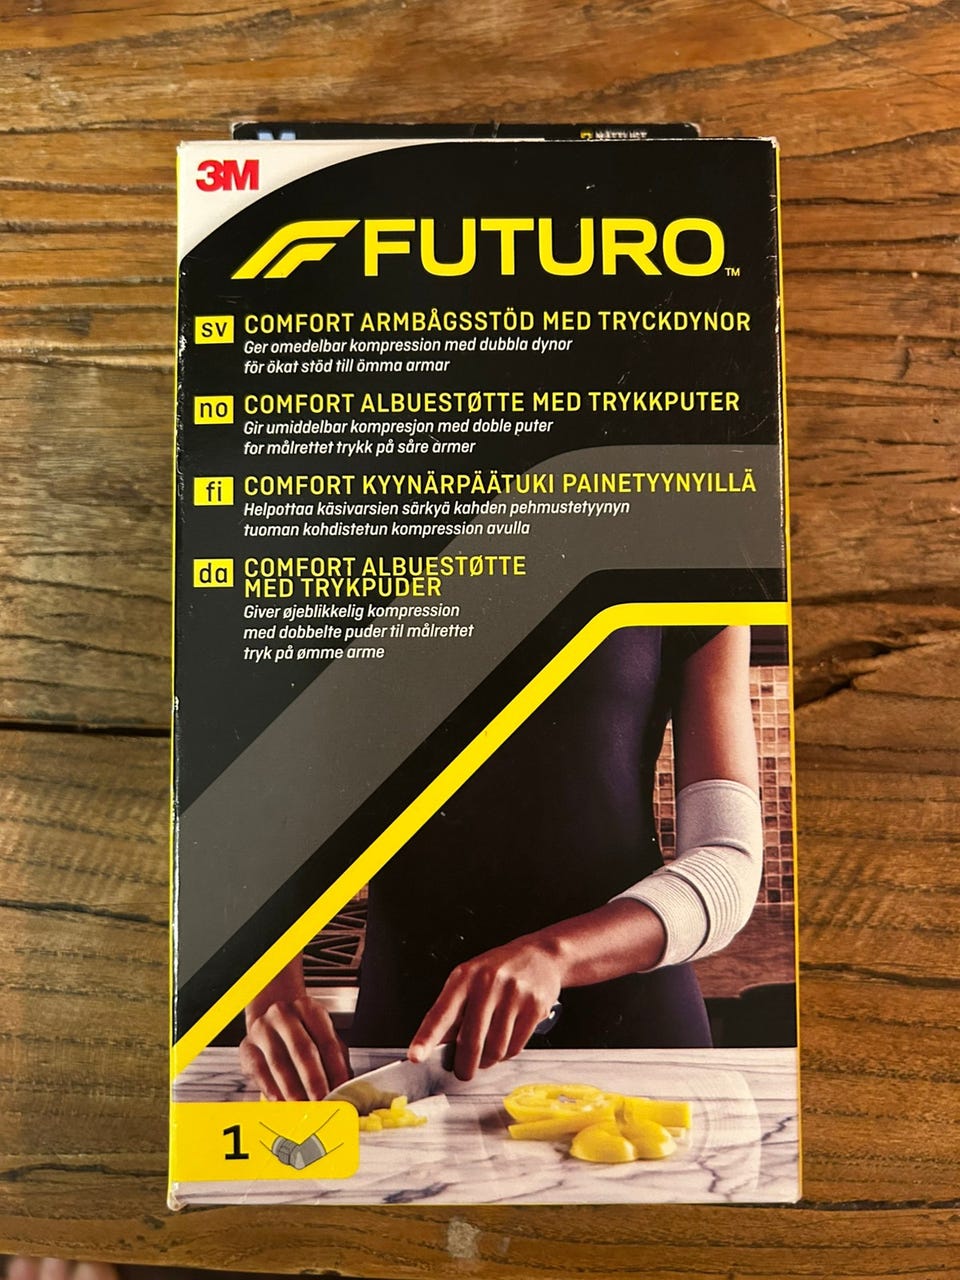 M MÅTTLIGT
3M
FUTURO™
sv COMFORT ARMBÅGSSTÖD MED TRYCKDYNOR
Ger omedelbar kompression med dubbla dynor
för ökat stöd till ömma armar
no COMFORT ALBUESTØTTE MED TRYKKPUTER
Gir umiddelbar kompresjon med doble puter
for målrettet trykk på såre armer
fi COMFORT KYYNÄRPÄÄTUKI PAINETYYNYILLÄ
Helpottaa käsivarsien särkyä kahden pehmustetyynyn
tuoman kohdistetun kompression avulla
da COMFORT ALBUESTØTTE
MED TRYKPUDER
Giver øjeblikkelig kompression
med dobbelte puder til målrettet
tryk på ømme arme
1